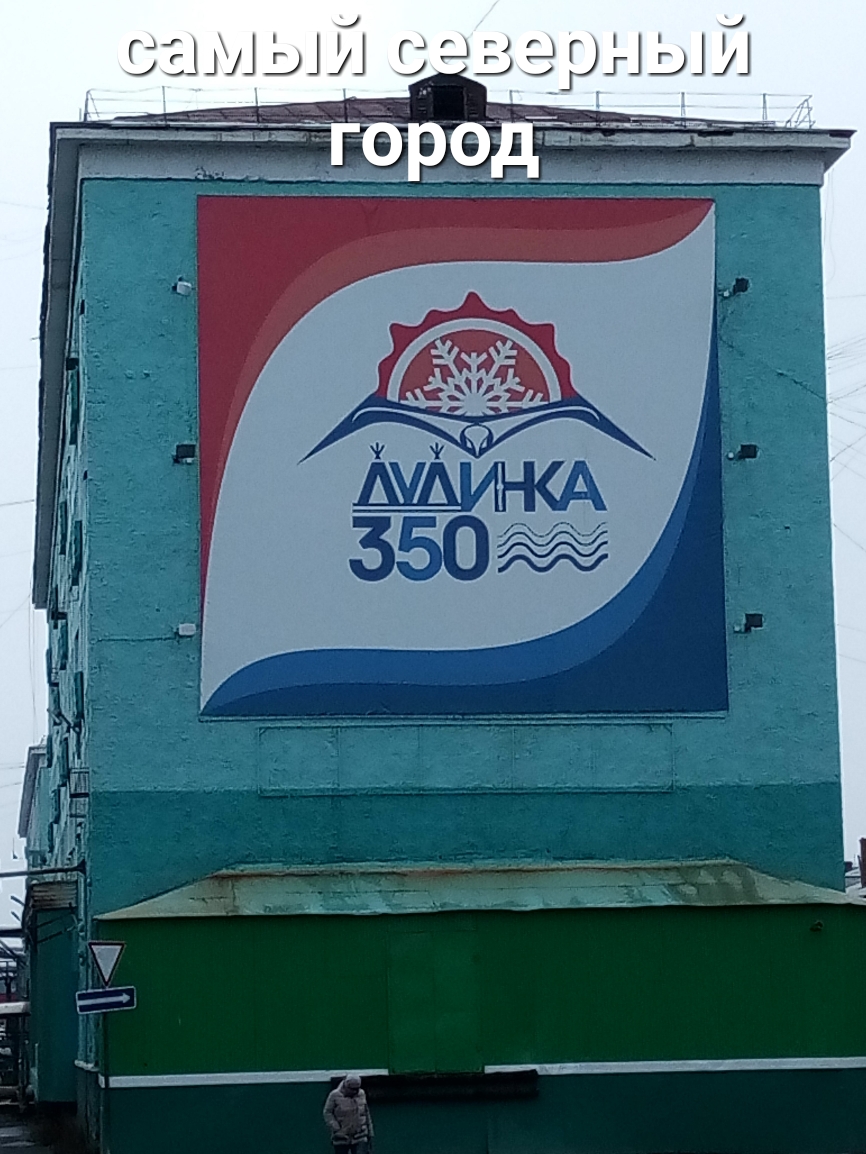 самый северный
город
ДУДИНКА
350